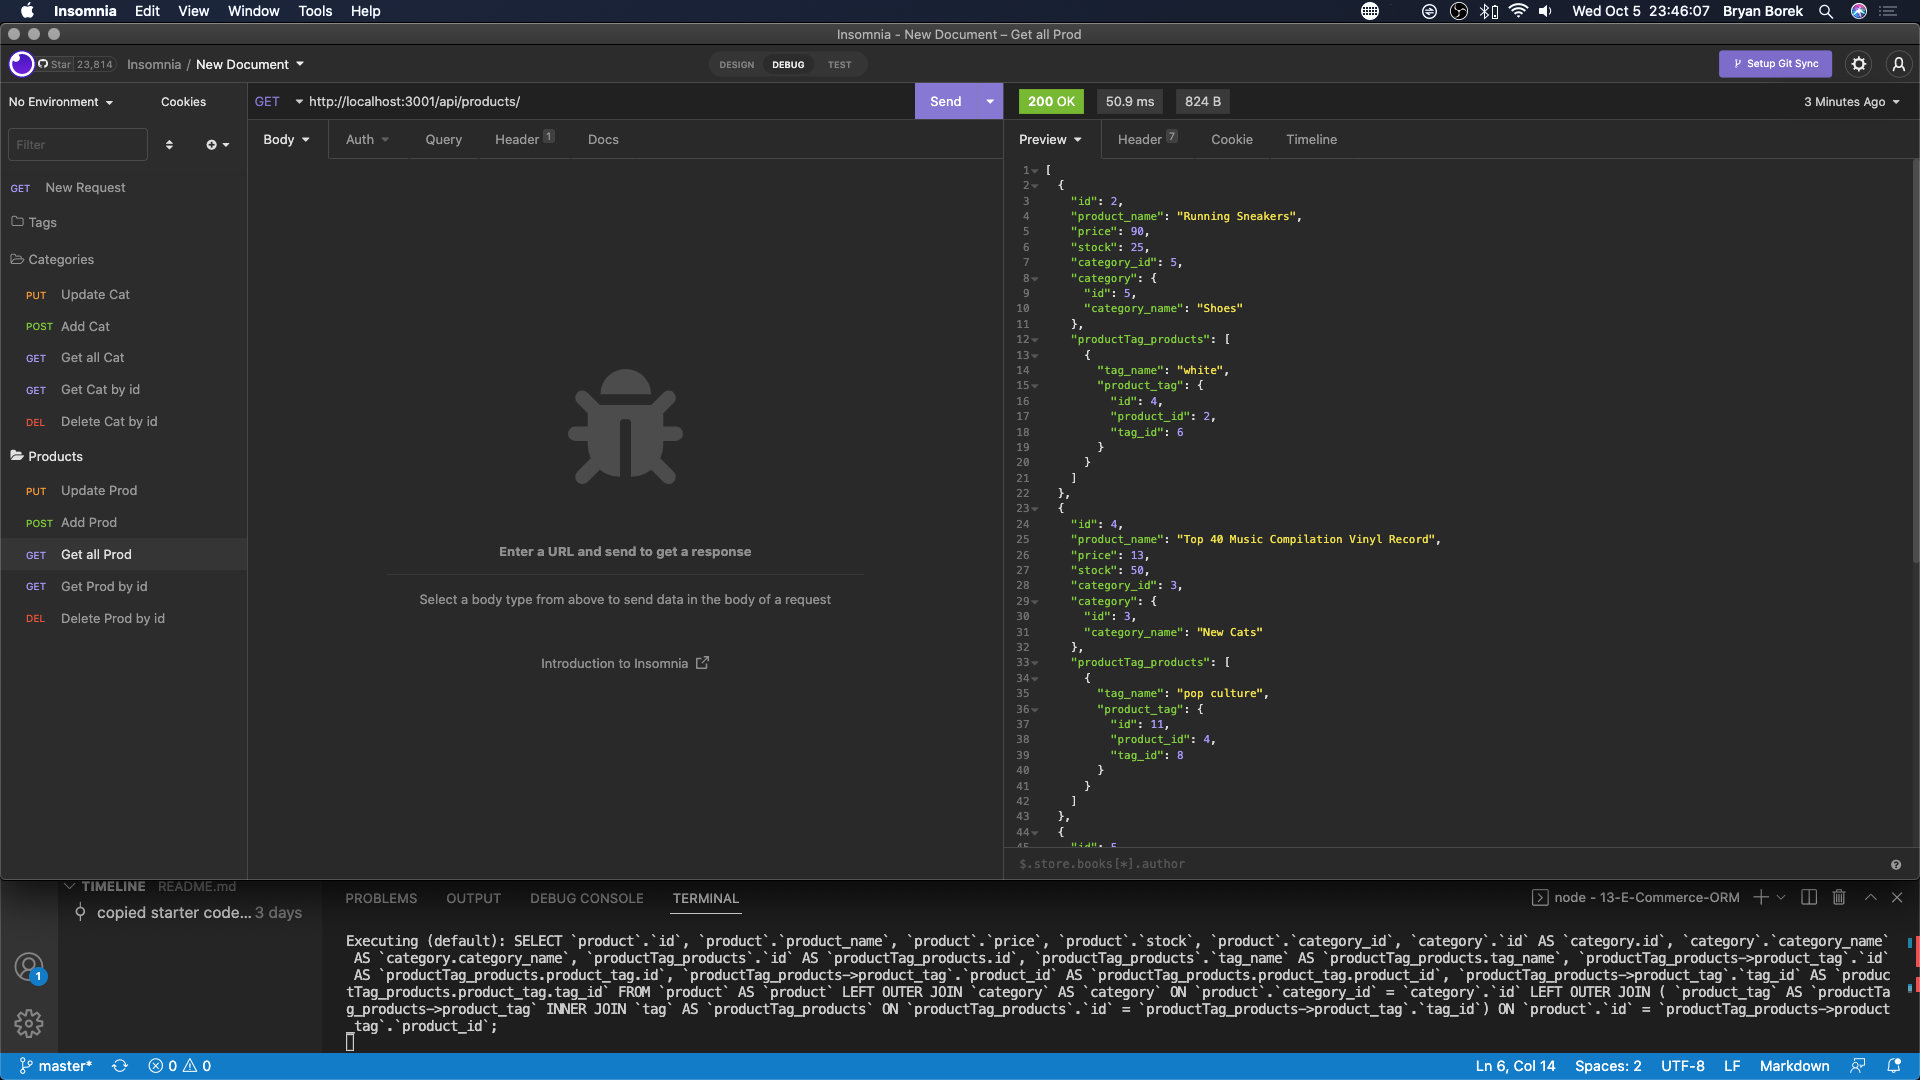 Insomnia Edit View Window Tools Help
Wed Oct 5 23:46:07 Bryan Borek
Insomnia - New Document – Get all Prod
Star 23,814 Insomnia / New Document
DESIGN DEBUG TEST
Setup Git Sync
No Environment Cookies
GET http://localhost:3001/api/products/
Send
200 OK 50.9 ms 824 B
3 Minutes Ago
Filter
Body Auth Query Header 1 Docs
Preview Header 7 Cookie Timeline
GET New Request
Tags
Categories
PUT Update Cat
POST Add Cat
GET Get all Cat
GET Get Cat by id
DEL Delete Cat by id
Products
PUT Update Prod
POST Add Prod
GET Get all Prod
GET Get Prod by id
DEL Delete Prod by id
Enter a URL and send to get a response
Select a body type from above to send data in the body of a request
Introduction to Insomnia
1 [
2 {
3 "id": 2,
4 "product_name": "Running Sneakers",
5 "price": 90,
6 "stock": 25,
7 "category_id": 5,
8 "category": {
9 "id": 5,
10 "category_name": "Shoes"
11 },
12 "productTag_products": [
13 {
14 "tag_name": "white",
15 "product_tag": {
16 "id": 4,
17 "product_id": 2,
18 "tag_id": 6
19 }
20 }
21 ]
22 },
23 {
24 "id": 4,
25 "product_name": "Top 40 Music Compilation Vinyl Record",
26 "price": 13,
27 "stock": 50,
28 "category_id": 3,
29 "category": {
30 "id": 3,
31 "category_name": "New Cats"
32 },
33 "productTag_products": [
34 {
35 "tag_name": "pop culture",
36 "product_tag": {
37 "id": 11,
38 "product_id": 4,
39 "tag_id": 8
40 }
41 }
42 ]
43 },
44 {
45 "id": 5
$.store.books[*].author
TIMELINE README.md
copied starter code... 3 days
1
PROBLEMS OUTPUT DEBUG CONSOLE TERMINAL
node - 13-E-Commerce-ORM
Executing (default): SELECT `product`.`id`, `product`.`product_name`, `product`.`price`, `product`.`stock`, `product`.`category_id`, `category`.`id` AS `category.id`, `category`.`category_name`
AS `category.category_name`, `productTag_products`.`id` AS `productTag_products.id`, `productTag_products`.`tag_name` AS `productTag_products.tag_name`, `productTag_products->product_tag`.`id`
AS `productTag_products.product_tag.id`, `productTag_products->product_tag`.`product_id` AS `productTag_products.product_tag.product_id`, `productTag_products->product_tag`.`tag_id` AS `produc
tTag_products.product_tag.tag_id` FROM `product` AS `product` LEFT OUTER JOIN `category` AS `category` ON `product`.`category_id` = `category`.`id` LEFT OUTER JOIN ( `product_tag` AS `productTa
g_products->product_tag` INNER JOIN `tag` AS `productTag_products` ON `productTag_products`.`id` = `productTag_products->product_tag`.`tag_id`) ON `product`.`id` = `productTag_products->product
_tag`.`product_id`;
master* 0 0
Ln 6, Col 14 Spaces: 2 UTF-8 LF Markdown